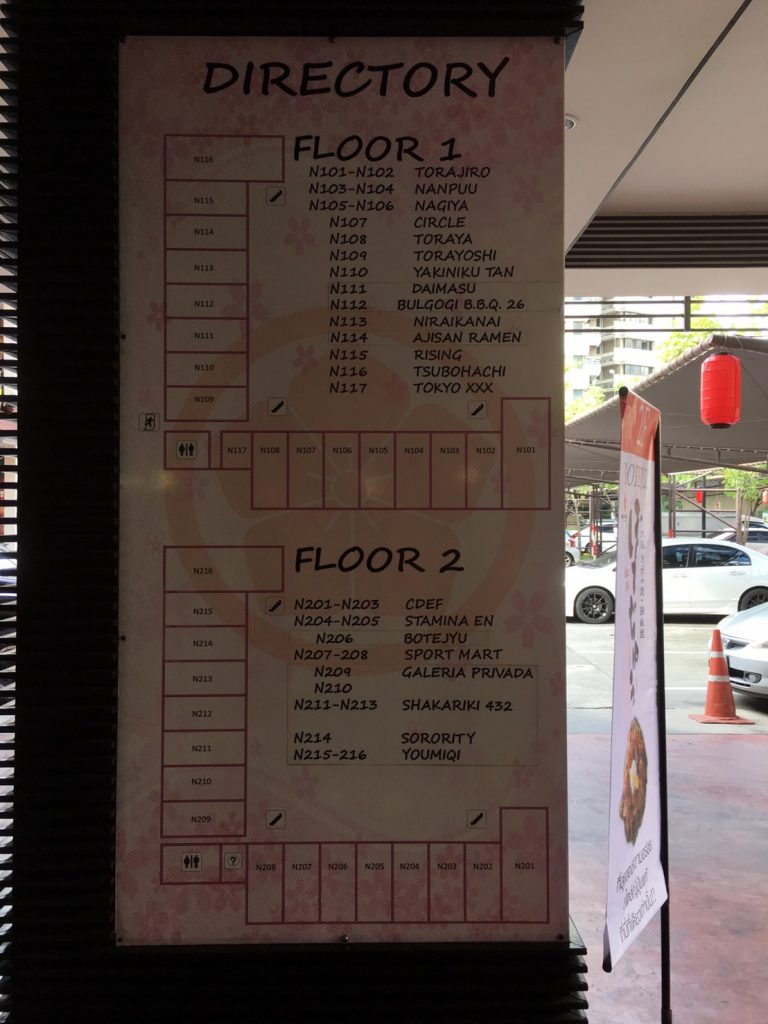 DIRECTORY
FLOOR 1
N101-N102 TORAJIRO
N103-N104 NANPUU
N105-N106 NAGIYA
N107 CIRCLE
N108 TORAYA
N109 TORAYOSHI
N110 YAKINIKU TAN
N111 DAIMASU
N112 BULGOGI B.B.Q. 26
N113 NIRAIKANAI
N114 AJISAN RAMEN
N115 RISING
N116 TSUBOHACHI
N117 TOKYO XXX
N116
N115
N114
N113
N112
N111
N110
N109
N117 N108 N107 N106 N105 N104 N103 N102 N101
FLOOR 2
N201-N203 CDEF
N204-N205 STAMINA EN
N206 BOTEJYU
N207-208 SPORT MART
N209 GALERIA PRIVADA
N210
N211-N213 SHAKARIKI 432
N214 SORORITY
N215-216 YOUMIQI
N216
N215
N214
N213
N212
N211
N210
N209
?
N208 N207 N206 N205 N204 N203 N202 N201
2F